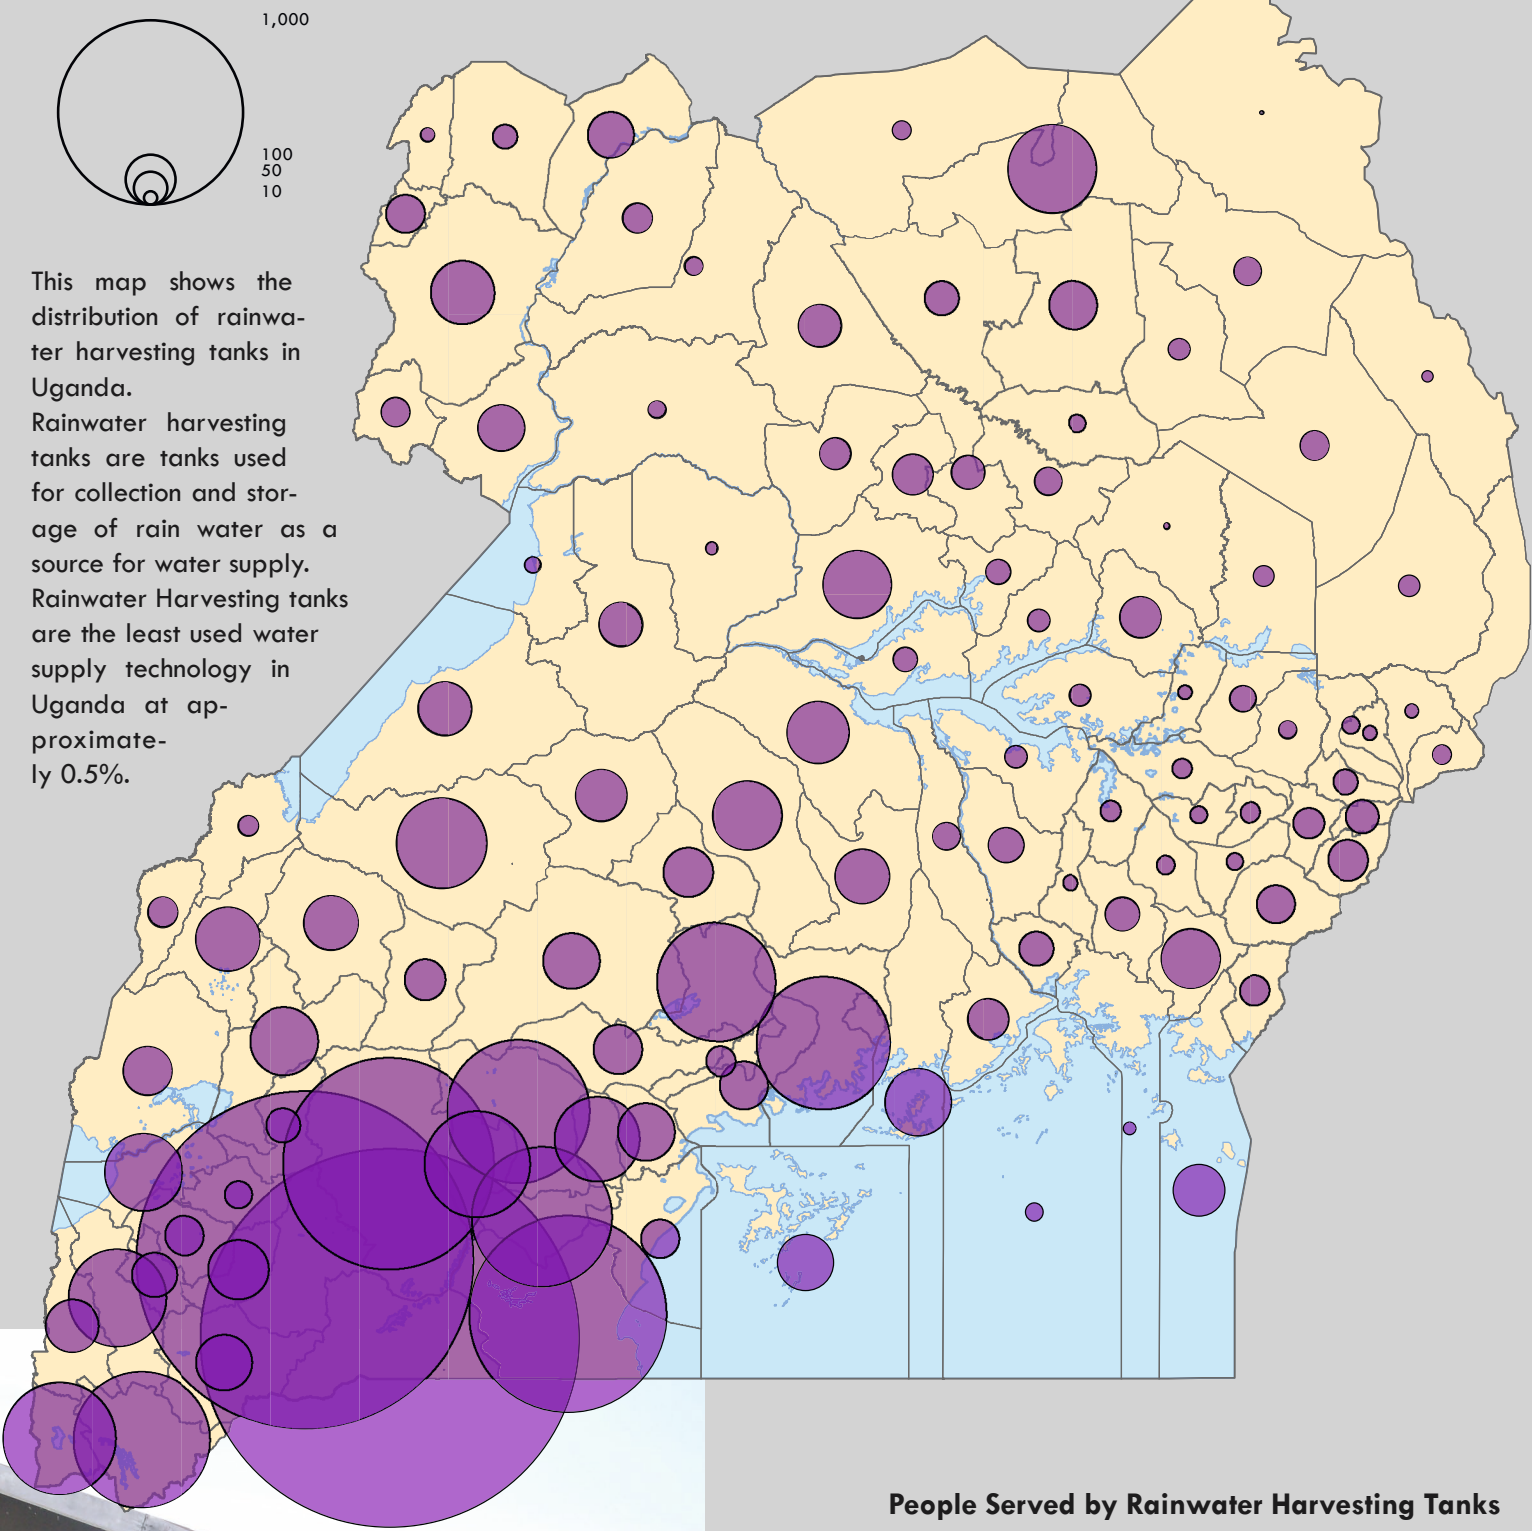 1,000
100
50
10
This map shows the
distribution of rainwa-
ter harvesting tanks in
Uganda.
Rainwater harvesting
tanks are tanks used
for collection and stor-
age of rain water as a
source for water supply.
Rainwater Harvesting tanks
are the least used water
supply technology in
Uganda at ap-
proximate-
ly 0.5%.
People Served by Rainwater Harvesting Tanks